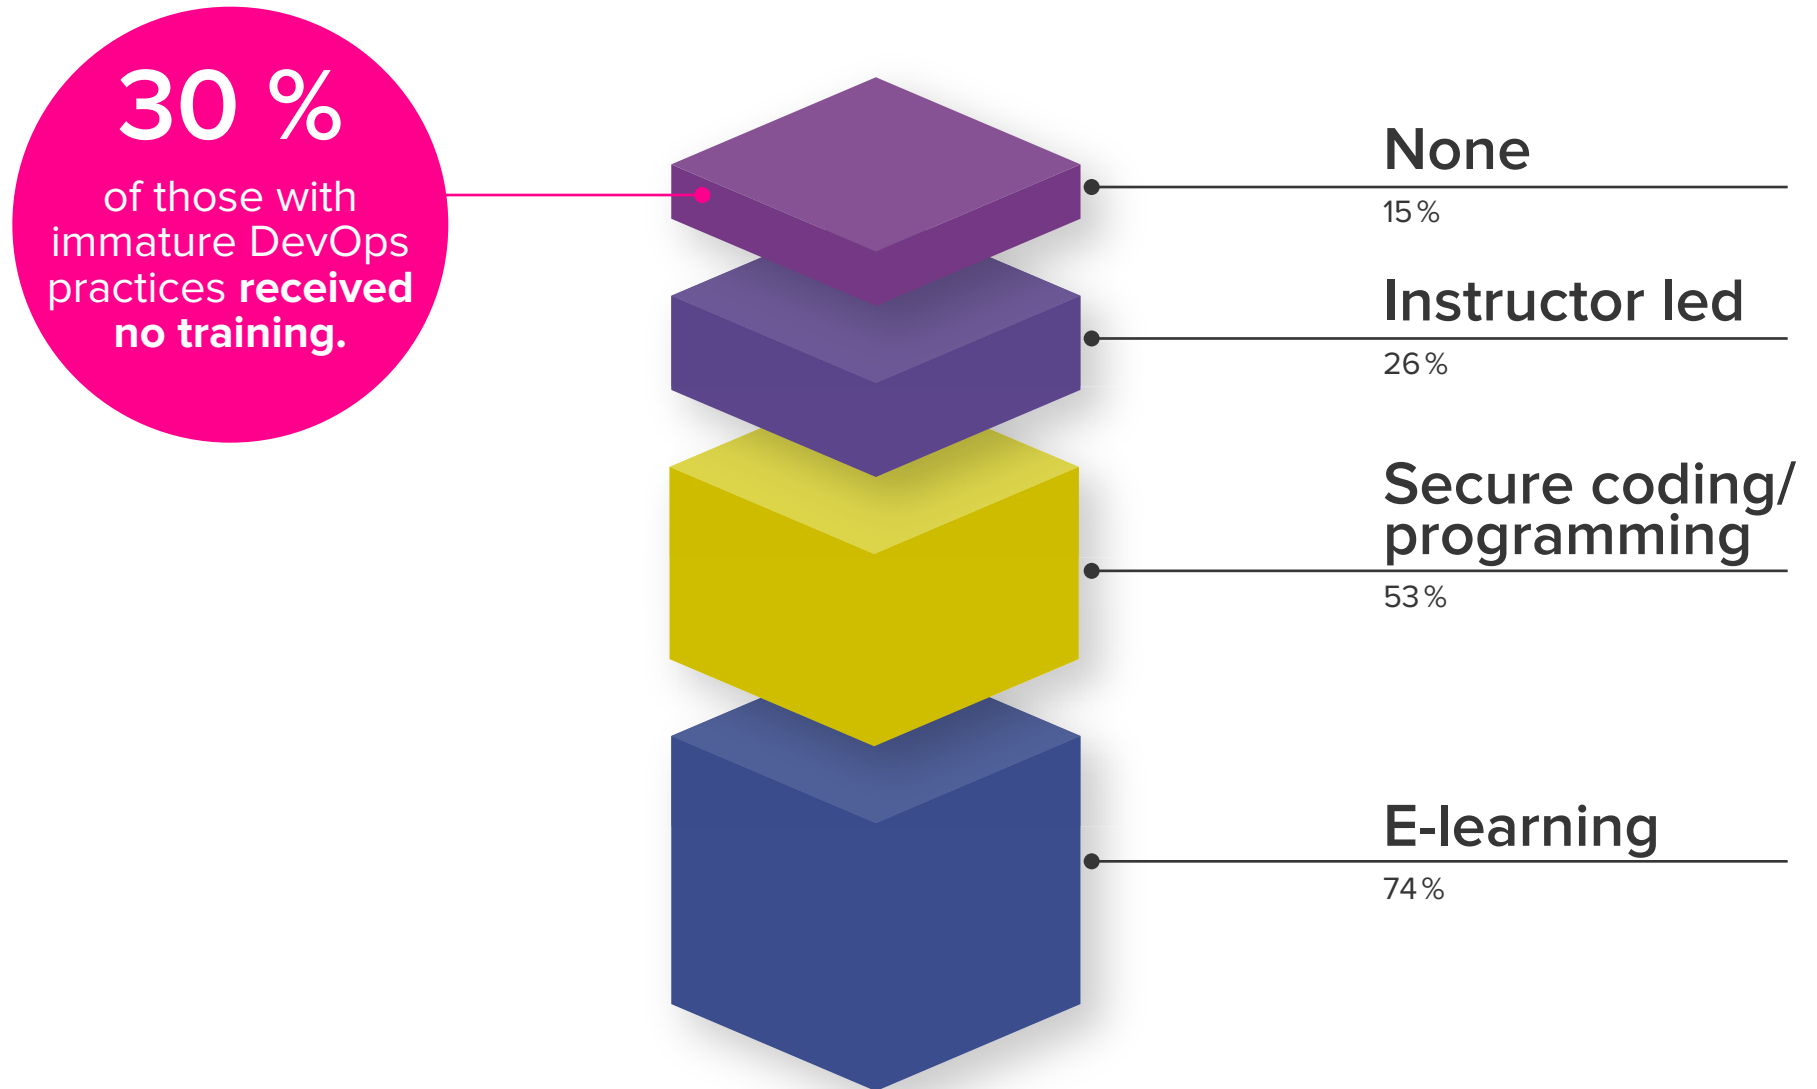 30 %
of those with
immature DevOps
practices received
no training.
None
15 %
Instructor led
26 %
Secure coding/
programming
53 %
E-learning
74 %